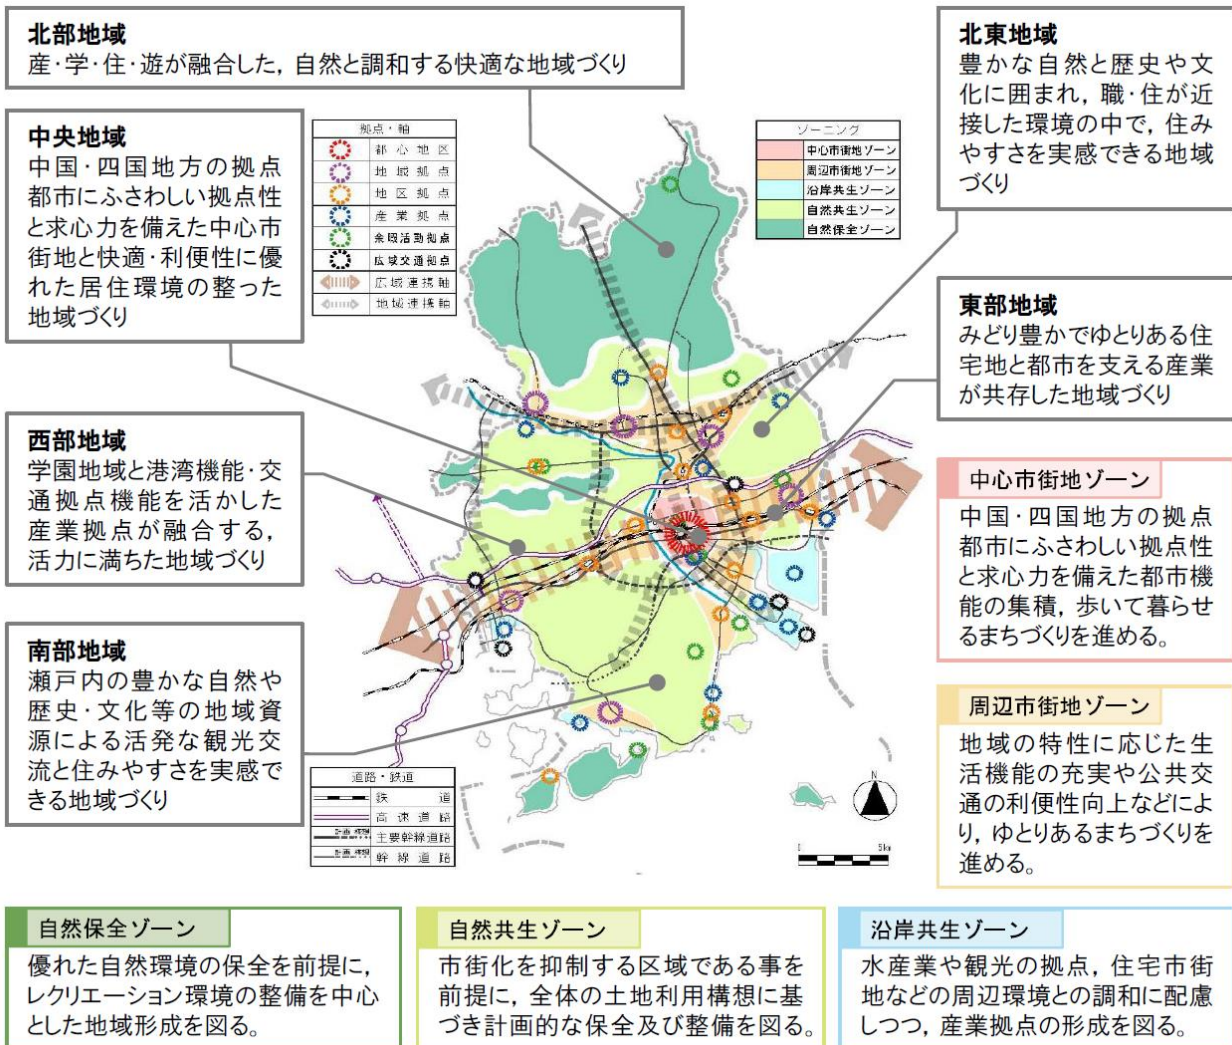 北部地域
産・学・住・遊が融合した，自然と調和する快適な地域づくり
北東地域
豊かな自然と歴史や文
化に囲まれ，職・住が近
接した環境の中で，住み
やすさを実感できる地域
づくり
中央地域
中国・四国地方の拠点
都市にふさわしい拠点性
と求心力を備えた中心市
街地と快適・利便性に優
れた居住環境の整った
地域づくり
拠点・軸
都心地区
地域拠点
地区拠点
産業拠点
余暇活動拠点
広域交通拠点
広域連携軸
地域連携軸
ゾーニング
中心市街地ゾーン
周辺市街地ゾーン
沿岸共生ゾーン
自然共生ゾーン
自然保全ゾーン
東部地域
みどり豊かでゆとりある住
宅地と都市を支える産業
が共存した地域づくり
西部地域
学園地域と港湾機能・交
通拠点機能を活かした
産業拠点が融合する，
活力に満ちた地域づくり
中心市街地ゾーン
中国・四国地方の拠点
都市にふさわしい拠点性
と求心力を備えた都市機
能の集積，歩いて暮らせ
るまちづくりを進める。
南部地域
瀬戸内の豊かな自然や
歴史・文化等の地域資
源による活発な観光交
流と住みやすさを実感で
きる地域づくり
周辺市街地ゾーン
地域の特性に応じた生
活機能の充実や公共交
通の利便性向上などによ
り，ゆとりあるまちづくりを
進める。
道路・鉄道
鉄道
高速道路
計画 構想 主要幹線道路
計画 構想 幹線道路
N
0 5km
自然保全ゾーン
優れた自然環境の保全を前提に，
レクリエーション環境の整備を中心
とした地域形成を図る。
自然共生ゾーン
市街化を抑制する区域である事を
前提に，全体の土地利用構想に基
づき計画的な保全及び整備を図る。
沿岸共生ゾーン
水産業や観光の拠点，住宅市街
地などの周辺環境との調和に配慮
しつつ，産業拠点の形成を図る。